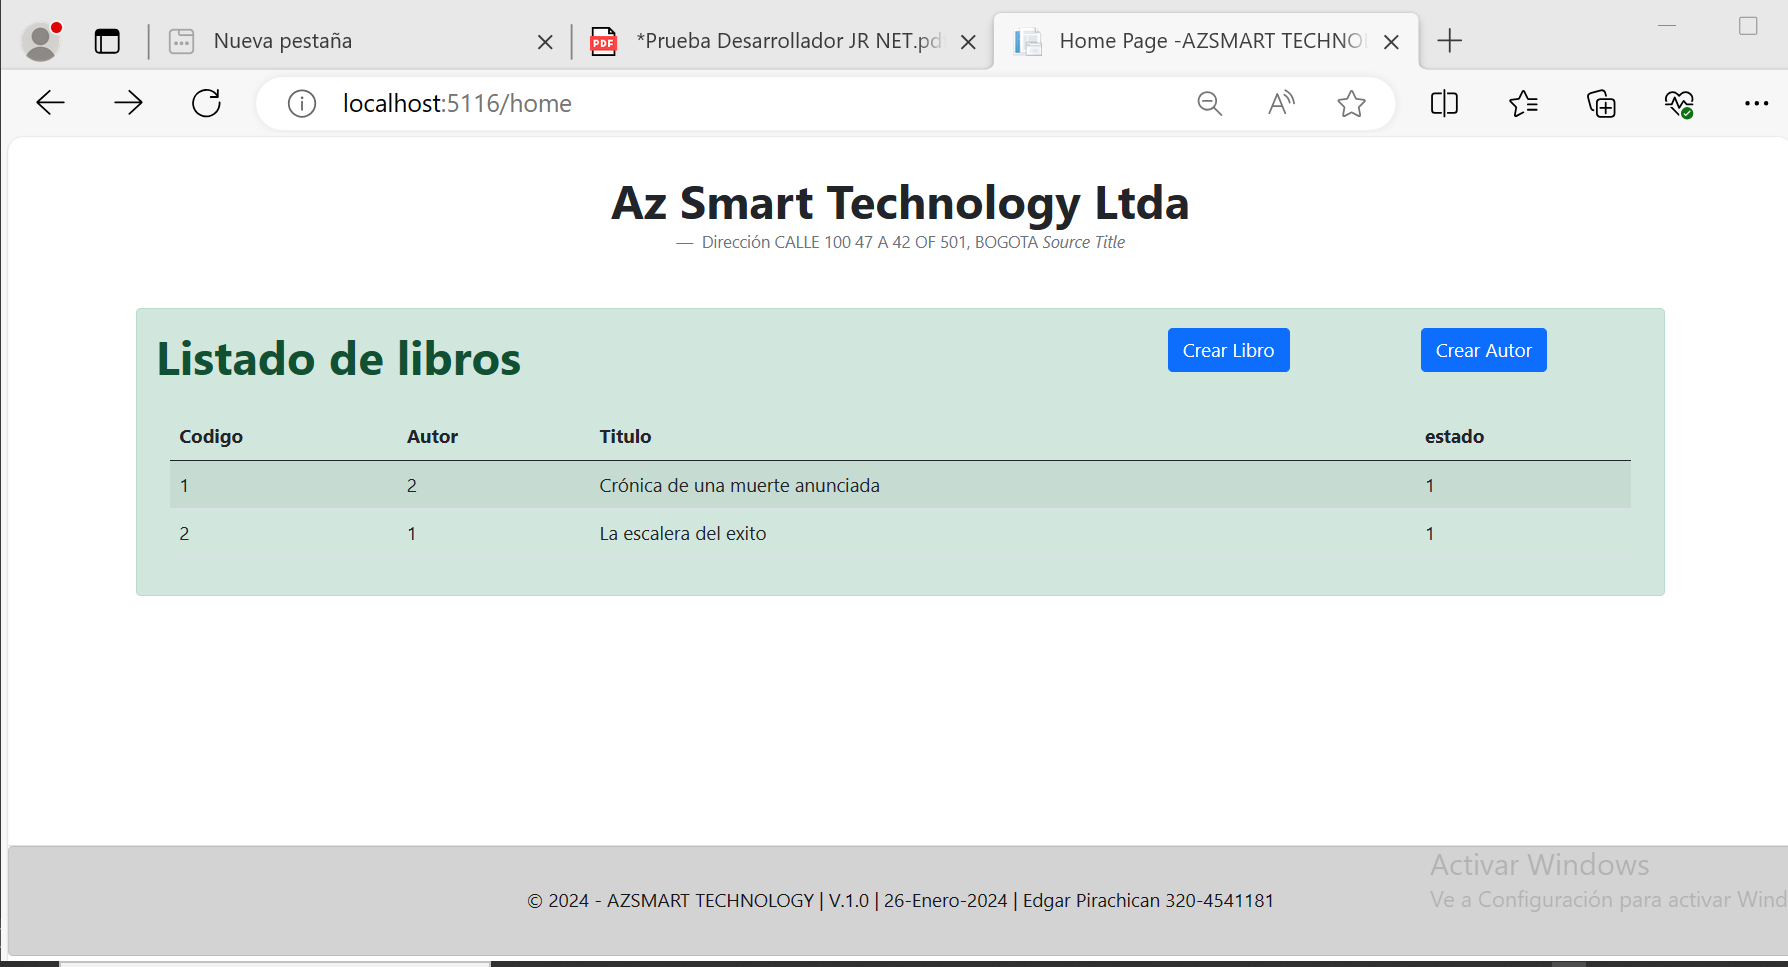 Nueva pestaña
*Prueba Desarrollador JR NET.pd
Home Page -AZSMART TECHNO
localhost:5116/home
Az Smart Technology Ltda
— Dirección CALLE 100 47 A 42 OF 501, BOGOTA Source Title
Listado de libros
Crear Libro
Crear Autor
Codigo Autor Titulo estado
1 2 Crónica de una muerte anunciada 1
2 1 La escalera del exito 1
Activar Windows
Ve a Configuración para activar Wind
© 2024 - AZSMART TECHNOLOGY | V.1.0 | 26-Enero-2024 | Edgar Pirachican 320-4541181